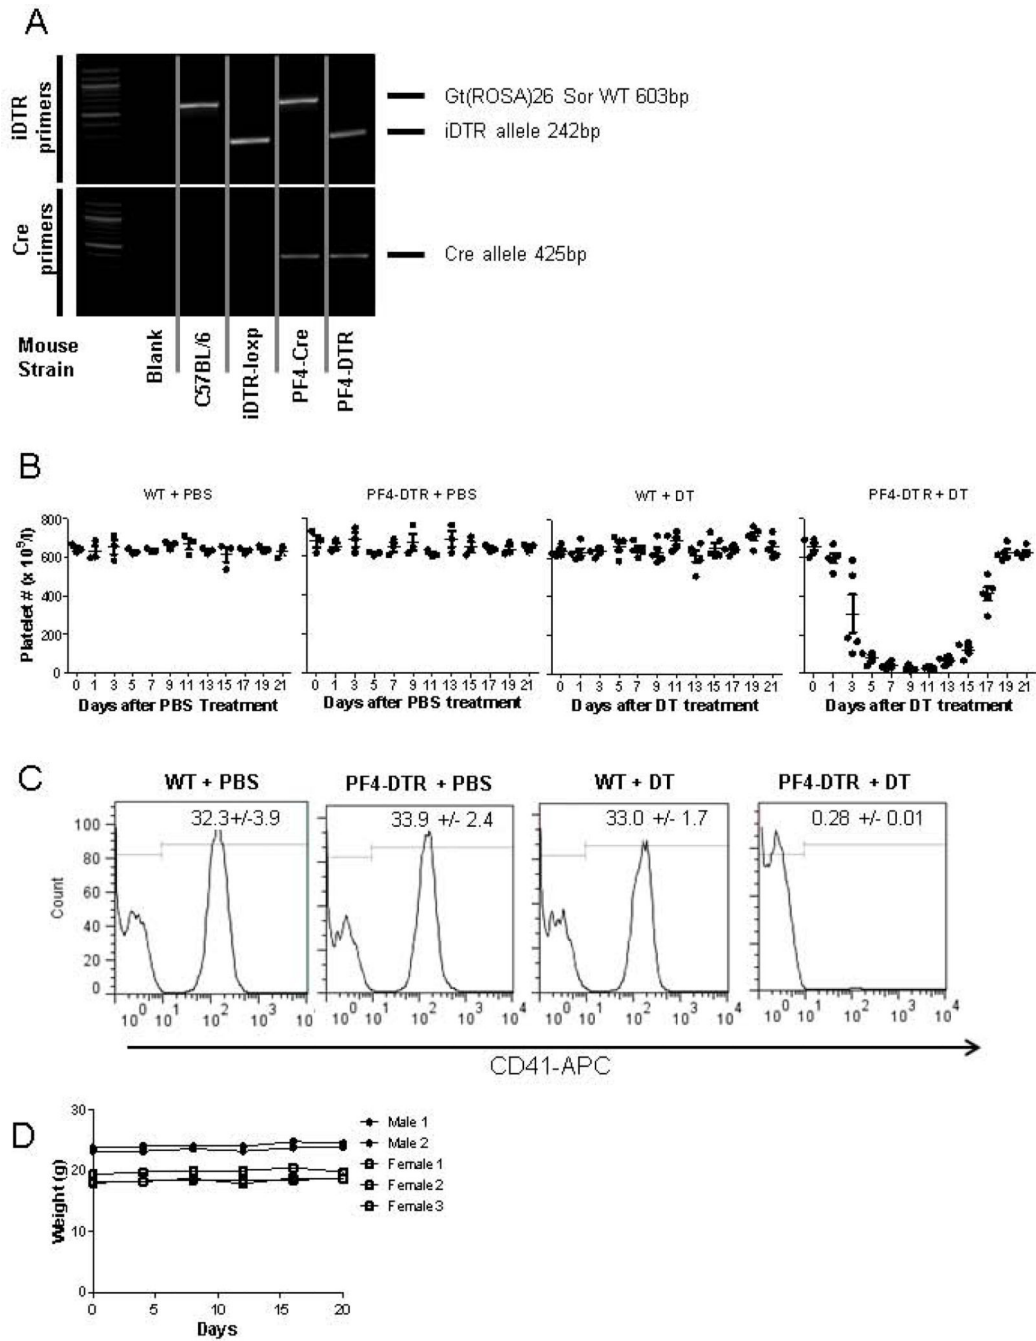 A
iDTR primers
Gt(ROSA)26 Sor WT 603bp
iDTR allele 242bp
Cre primers
Cre allele 425bp
Mouse Strain
Blank
C57BL/6
iDTR-loxp
PF4-Cre
PF4-DTR
B
WT + PBS PF4-DTR + PBS WT + DT PF4-DTR + DT
Platelet # (x 10⁹/l)
800
600
400
200
0
0 1 3 5 7 9 11 13 15 17 19 21
0 1 3 5 7 9 11 13 15 17 19 21
0 1 3 5 7 9 11 13 15 17 19 21
0 1 3 5 7 9 11 13 15 17 19 21
Days after PBS Treatment Days after PBS Treatment Days after DT treatment Days after DT treatment
C
WT + PBS PF4-DTR + PBS WT + DT PF4-DTR + DT
32.3+/-3.9 33.9 +/- 2.4 33.0 +/- 1.7 0.28 +/- 0.01
Count
100
80
60
40
20
0
10⁰ 10² 10³ 10⁴
10⁰ 10² 10³ 10⁴
10⁰ 10² 10³ 10⁴
10⁰ 10² 10³ 10⁴
CD41-APC
D
Weight (g)
30
20
10
0
0 5 10 15 20
Days
Male 1
Male 2
Female 1
Female 2
Female 3